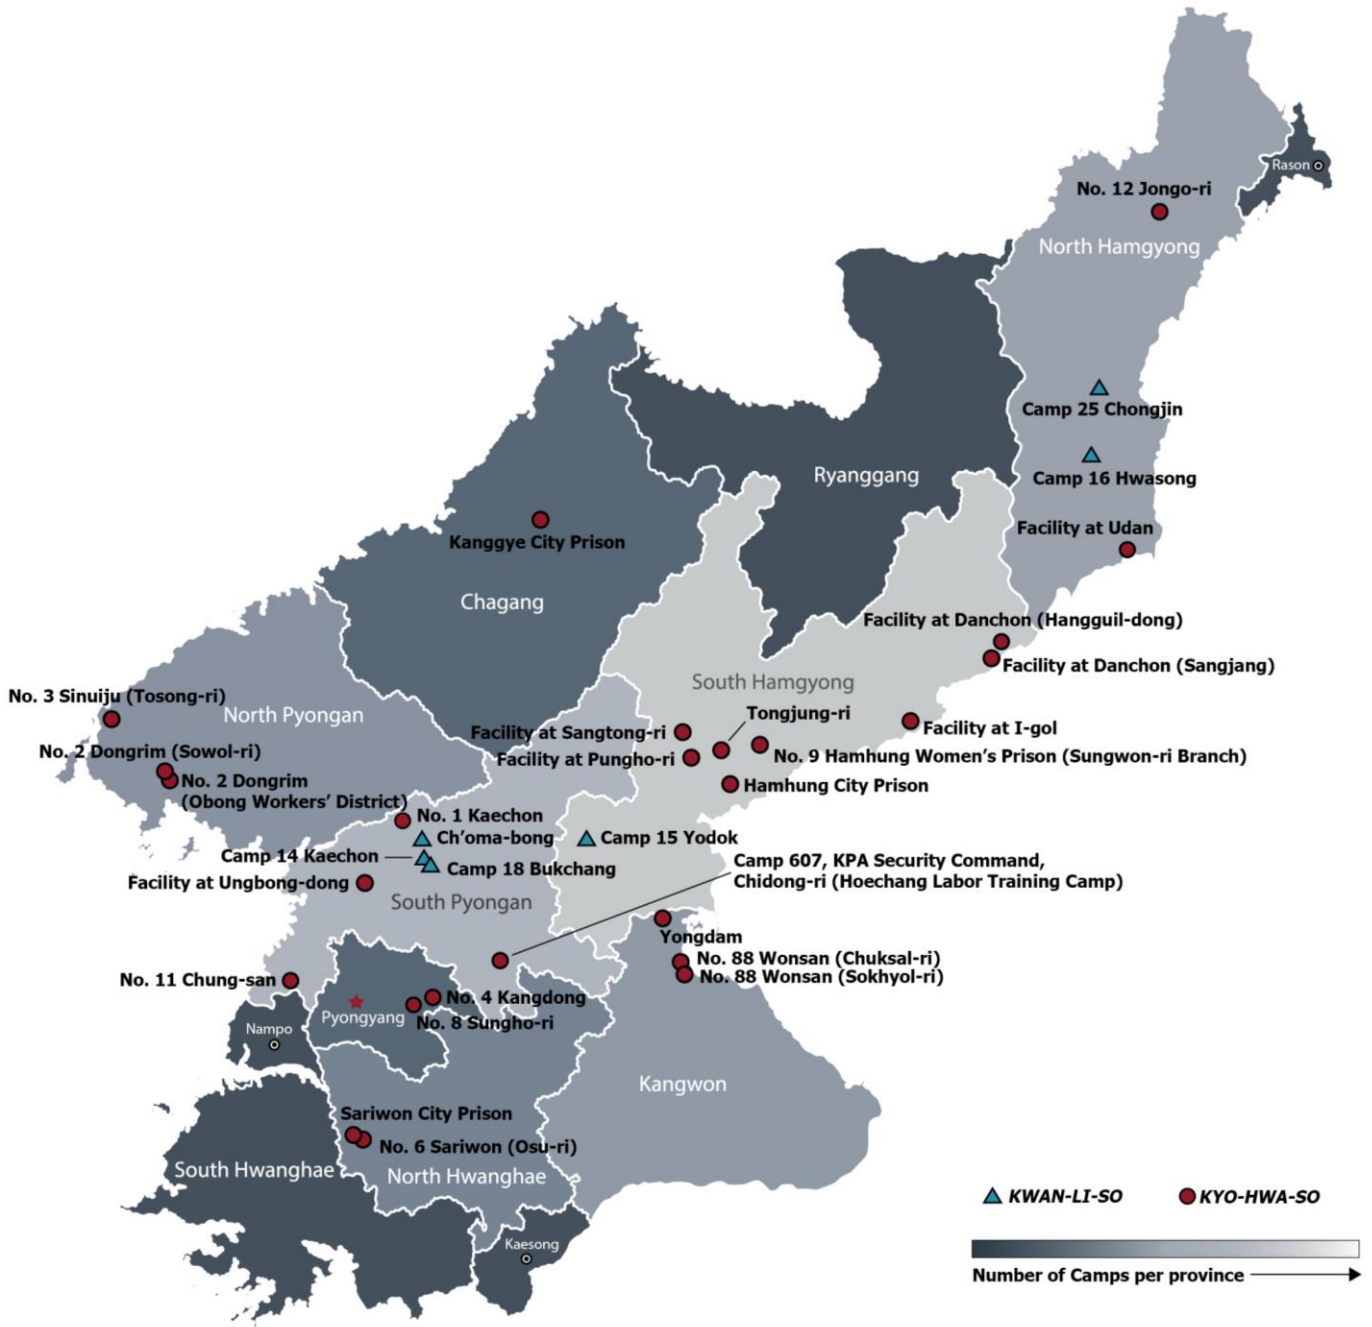 Rason
No. 12 Jongo-ri
North Hamgyong
Camp 25 Chongjin
Ryanggang
Camp 16 Hwasong
Facility at Udan
Kanggye City Prison
Chagang
Facility at Danchon (Hangguil-dong)
Facility at Danchon (Sangjang)
South Hamgyong
No. 3 Sinuiju (Tosong-ri)
North Pyongan
Tongjung-ri
Facility at Sangtong-ri
Facility at I-gol
No. 2 Dongrim (Sowol-ri)
Facility at Pungho-ri
No. 9 Hamhung Women's Prison (Sungwon-ri Branch)
No. 2 Dongrim
(Obong Workers' District)
Hamhung City Prison
No. 1 Kaechon
Ch'oma-bong
Camp 15 Yodok
Camp 14 Kaechon
Camp 18 Bukchang
Camp 607, KPA Security Command,
Chidong-ri (Hoechang Labor Training Camp)
Facility at Ungbong-dong
South Pyongan
Yongdam
No. 88 Wonsan (Chuksal-ri)
No. 88 Wonsan (Sokhyol-ri)
No. 11 Chung-san
No. 4 Kangdong
Pyongyang
No. 8 Sungho-ri
Nampo
Kangwon
Sariwon City Prison
No. 6 Sariwon (Osu-ri)
South Hwanghae
North Hwanghae
Kaesong
KWAN-LI-SO
KYO-HWA-SO
Number of Camps per province